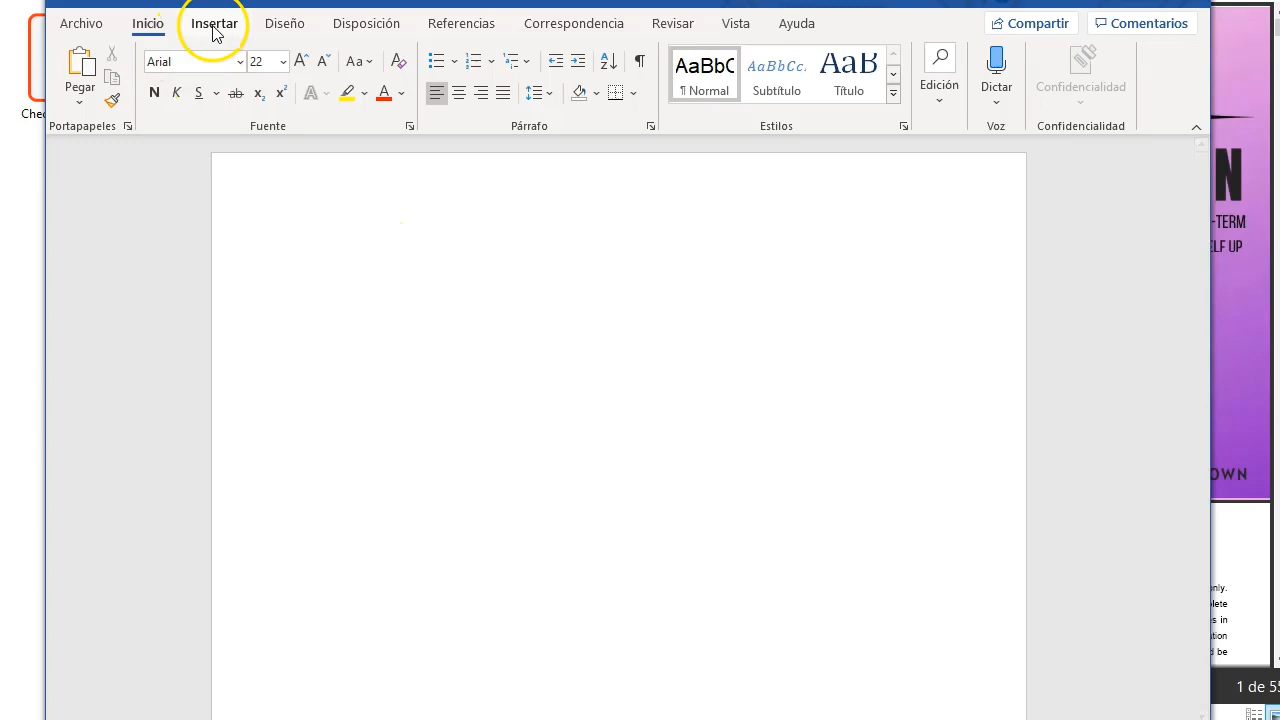 Archivo Inicio Insertar Diseño Disposición Referencias Correspondencia Revisar Vista Ayuda Compartir Comentarios
Arial 22 Aa AaBbC AaBbCc. AaB
Pegar N K S ab x₂ x² A A ¶ Normal Subtítulo Título Edición Dictar Confidencialidad
Portapapeles Fuente Párrafo Estilos Voz Confidencialidad
Chec
N
-TERM
ELF UP
OWN
only.
plete
es in
ation
d be
1 de 55